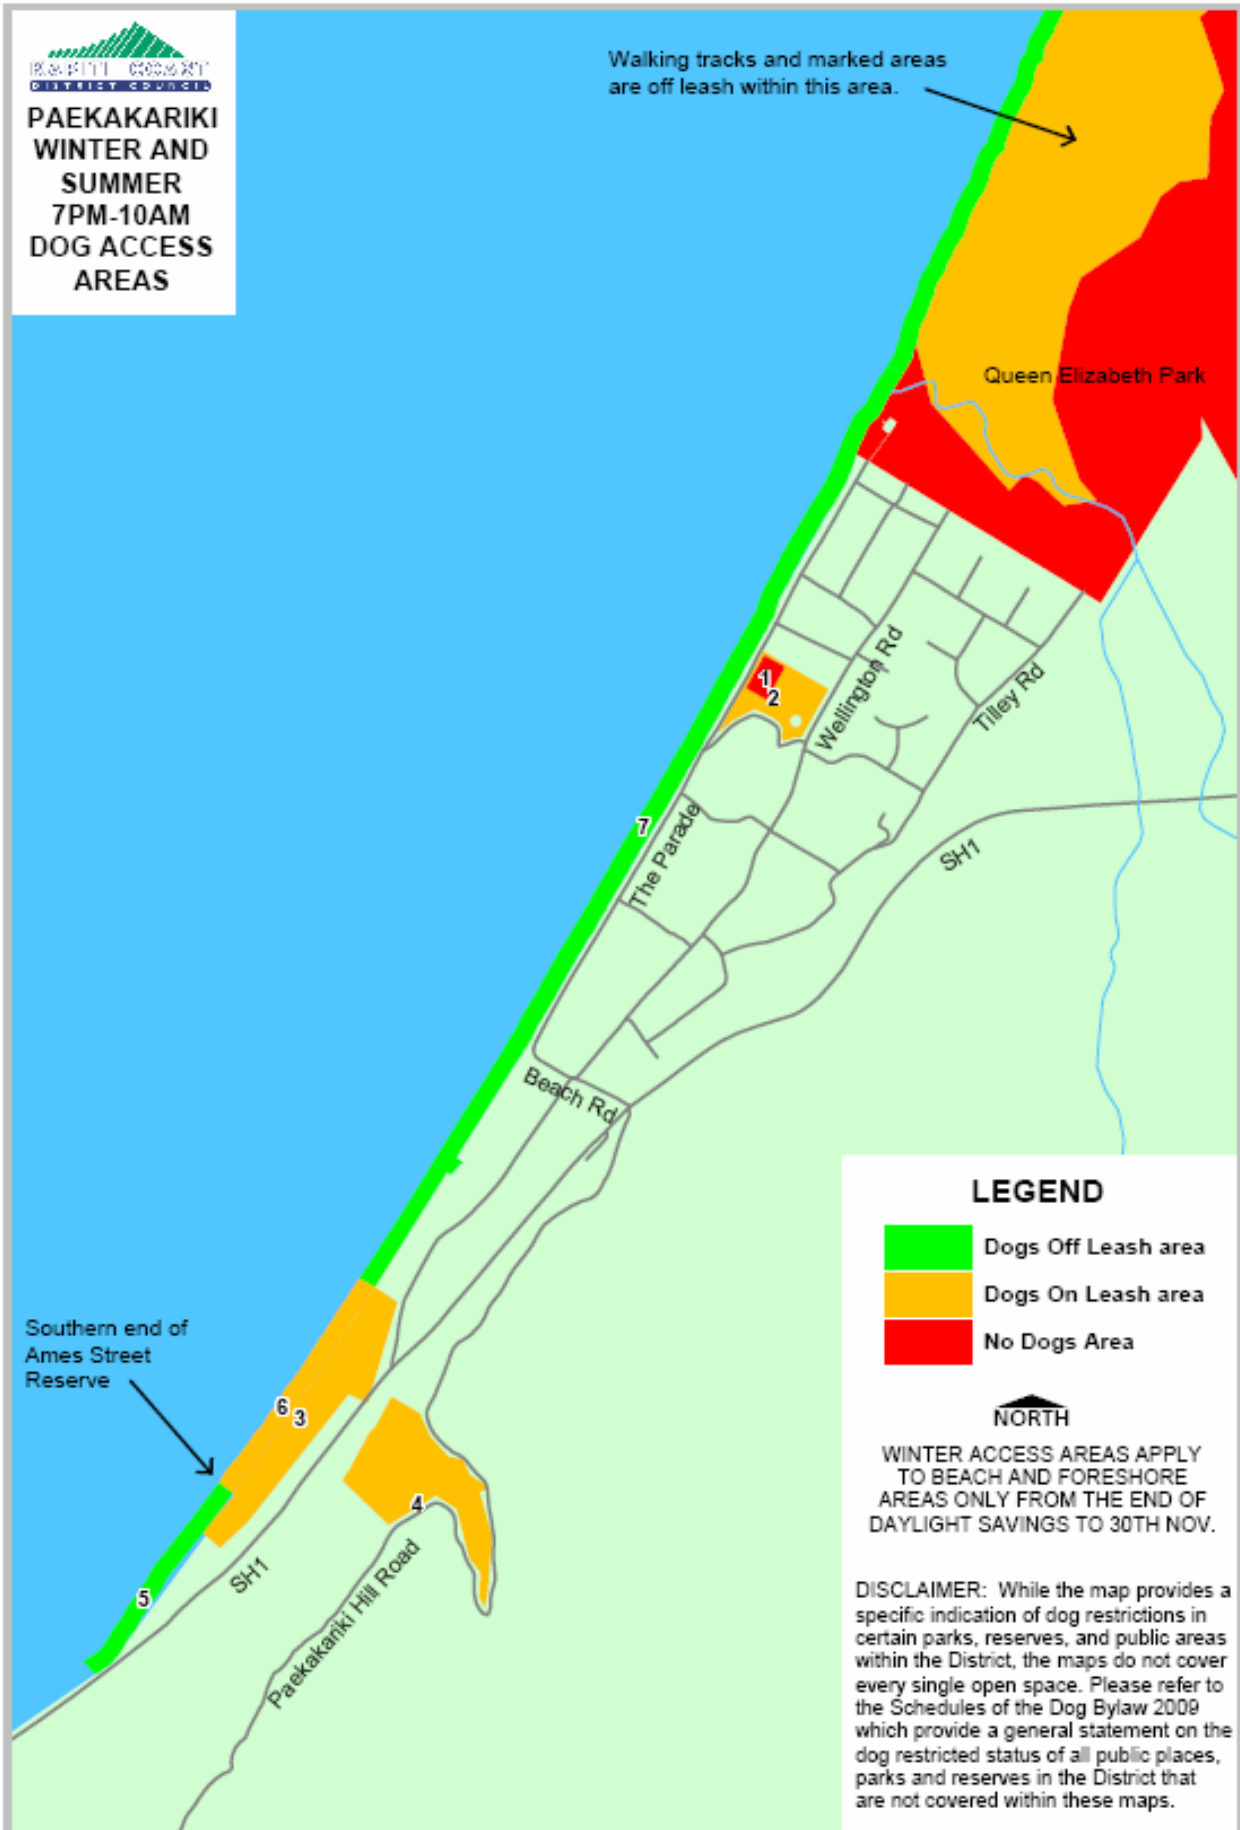 KAPITI COAST
DISTRICT COUNCIL
PAEKAKARIKI
WINTER AND
SUMMER
7PM-10AM
DOG ACCESS
AREAS
Walking tracks and marked areas
are off leash within this area.
Queen Elizabeth Park
1
2
Wellington Rd
Tilley Rd
7
The Parade
SH1
Beach Rd
Southern end of
Ames Street
Reserve
6
3
4
5
SH1
Paekakariki Hill Road
LEGEND
Dogs Off Leash area
Dogs On Leash area
No Dogs Area
NORTH
WINTER ACCESS AREAS APPLY
TO BEACH AND FORESHORE
AREAS ONLY FROM THE END OF
DAYLIGHT SAVINGS TO 30TH NOV.
DISCLAIMER: While the map provides a
specific indication of dog restrictions in
certain parks, reserves, and public areas
within the District, the maps do not cover
every single open space. Please refer to
the Schedules of the Dog Bylaw 2009
which provide a general statement on the
dog restricted status of all public places,
parks and reserves in the District that
are not covered within these maps.